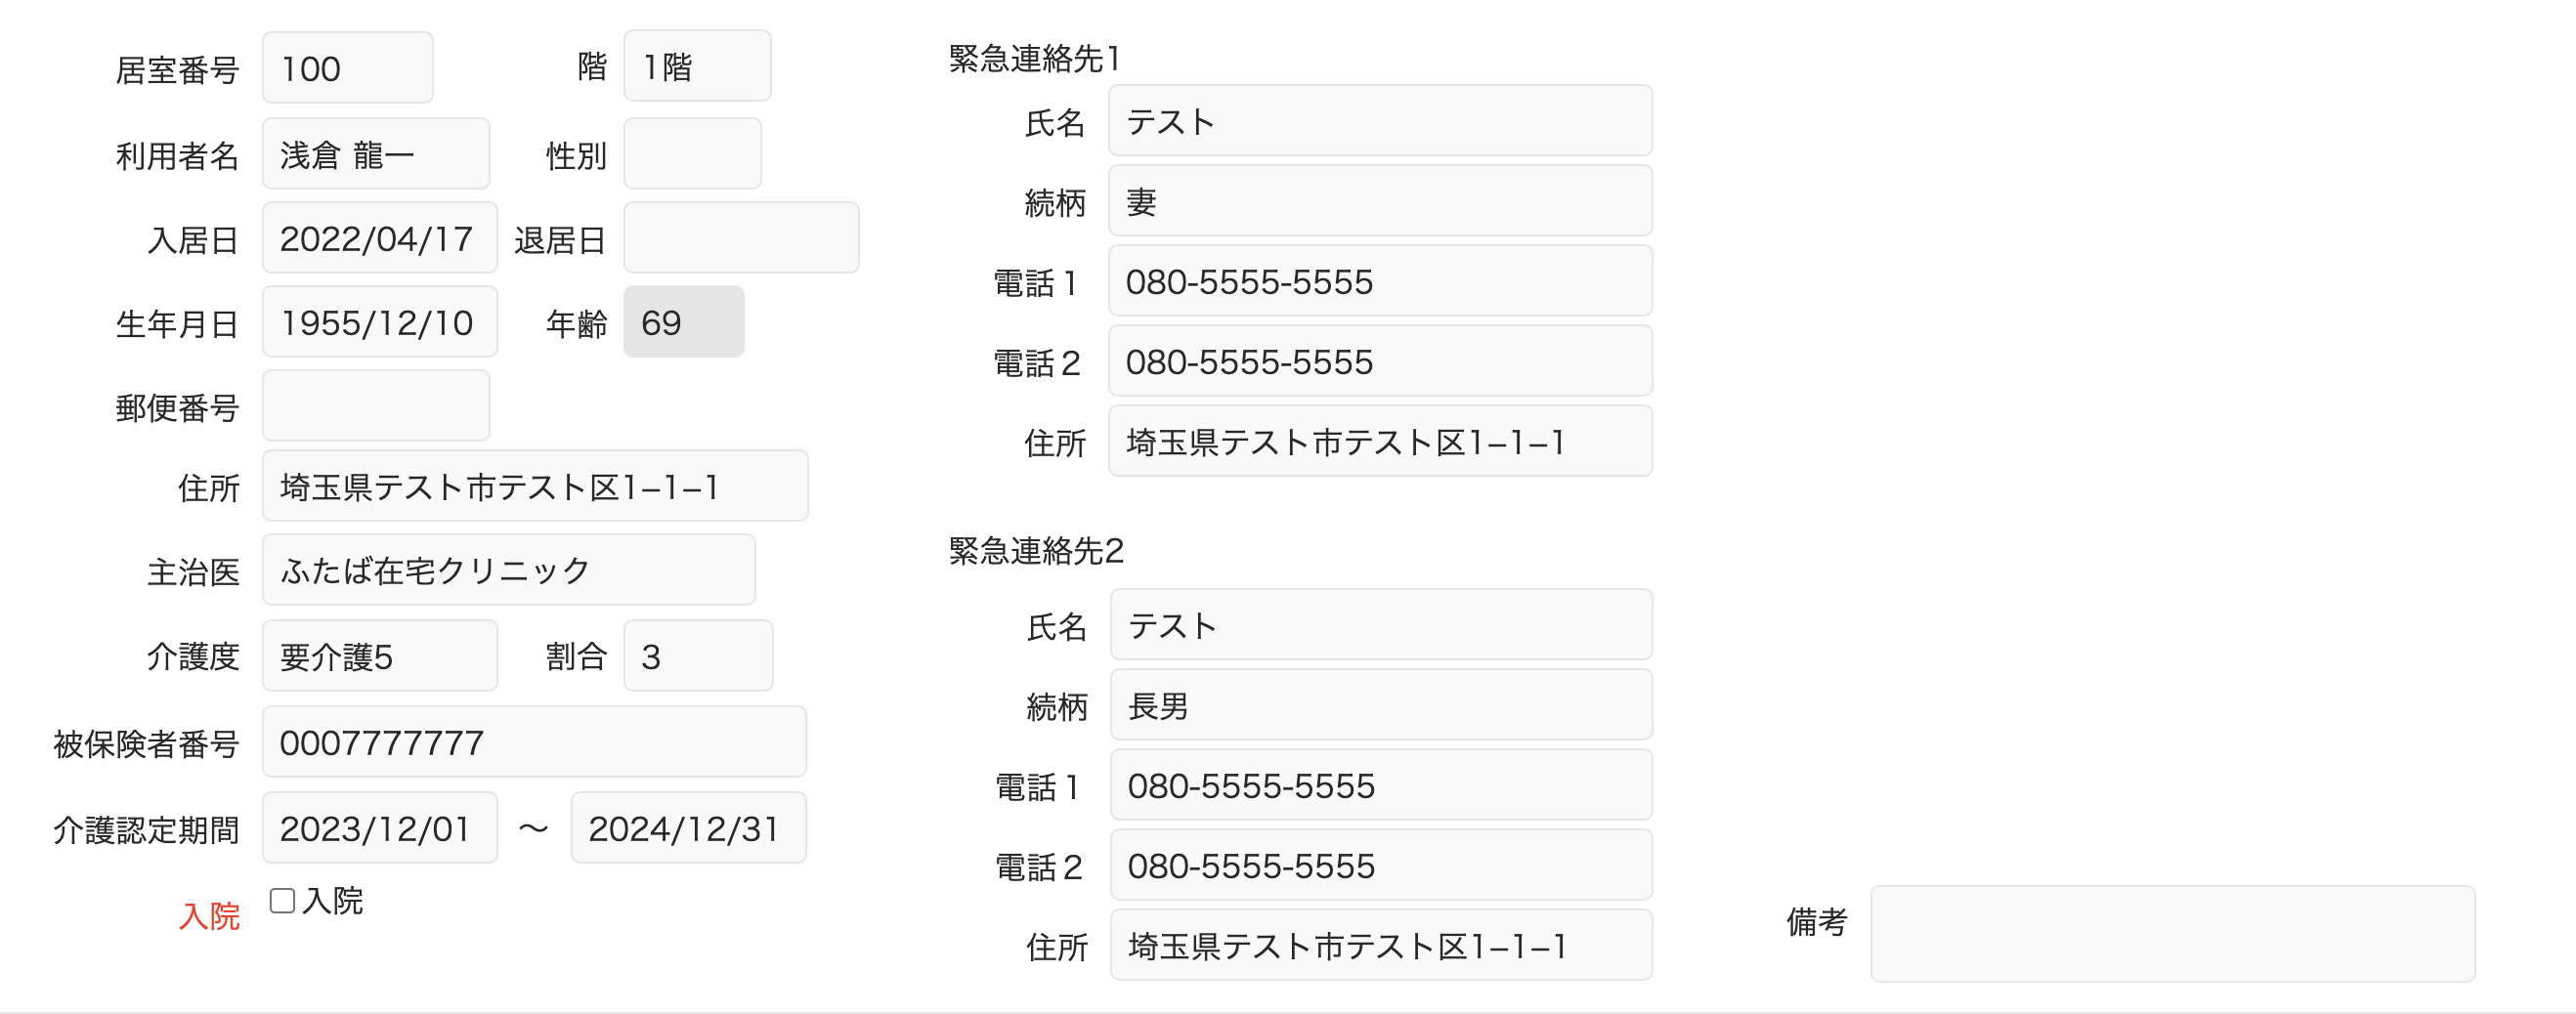 居室番号 100 階 1階
利用者名 浅倉 龍一 性別
入居日 2022/04/17 退居日
生年月日 1955/12/10 年齢 69
郵便番号
住所 埼玉県テスト市テスト区1–1–1
主治医 ふたば在宅クリニック
介護度 要介護5 割合 3
被保険者番号 0007777777
介護認定期間 2023/12/01 〜 2024/12/31
入院 入院
緊急連絡先1
氏名 テスト
続柄 妻
電話1 080-5555-5555
電話2 080-5555-5555
住所 埼玉県テスト市テスト区1–1–1
緊急連絡先2
氏名 テスト
続柄 長男
電話1 080-5555-5555
電話2 080-5555-5555
住所 埼玉県テスト市テスト区1–1–1
備考